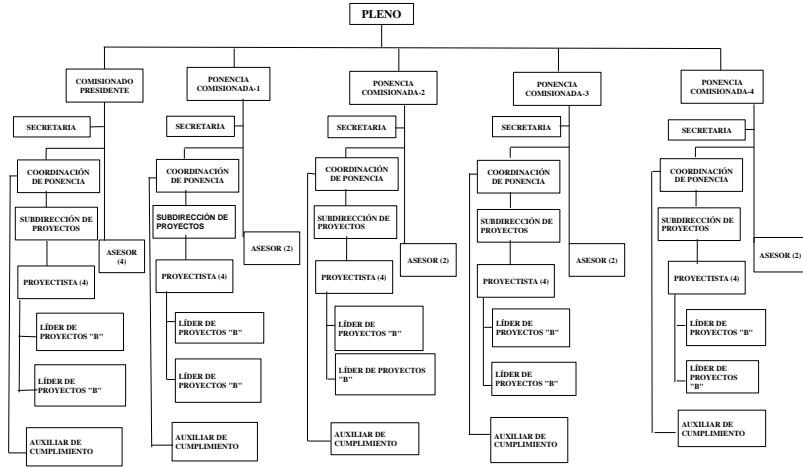 PLENO
COMISIONADO
PRESIDENTE
SECRETARIA
COORDINACIÓN
DE PONENCIA
SUBDIRECCIÓN DE
PROYECTOS
ASESOR
(4)
PROYECTISTA (4)
LÍDER DE
PROYECTOS "B"
LÍDER DE
PROYECTOS "B"
AUXILIAR DE
CUMPLIMIENTO
PONENCIA
COMISIONADA-1
SECRETARIA
COORDINACIÓN
DE PONENCIA
SUBDIRECCIÓN DE
PROYECTOS
ASESOR (2)
PROYECTISTA (4)
LÍDER DE
PROYECTOS "B"
LÍDER DE
PROYECTOS "B"
AUXILIAR DE
CUMPLIMIENTO
PONENCIA
COMISIONADA-2
SECRETARIA
COORDINACIÓN
DE PONENCIA
SUBDIRECCIÓN DE
PROYECTOS
ASESOR (2)
PROYECTISTA (4)
LÍDER DE
PROYECTOS "B"
LÍDER DE PROYECTOS
"B"
AUXILIAR DE
CUMPLIMIENTO
PONENCIA
COMISIONADA-3
SECRETARIA
COORDINACIÓN
DE PONENCIA
SUBDIRECCIÓN DE
PROYECTOS
ASESOR (2)
PROYECTISTA (4)
LÍDER DE
PROYECTOS "B"
LÍDER DE
PROYECTOS "B"
AUXILIAR DE
CUMPLIMIENTO
PONENCIA
COMISIONADA-4
SECRETARIA
COORDINACIÓN
DE PONENCIA
SUBDIRECCIÓN DE
PROYECTOS
ASESOR (2)
PROYECTISTA (4)
LÍDER DE
PROYECTOS "B"
LÍDER DE
PROYECTOS "B"
AUXILIAR DE
CUMPLIMIENTO